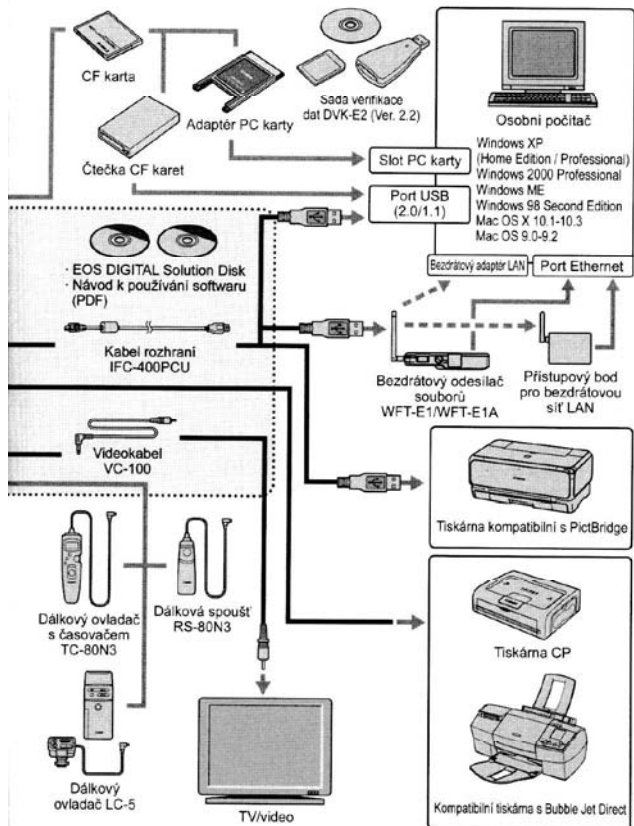 CF karta
Adaptér PC karty
Sada verifikace
dat DVK-E2 (Ver. 2.2)
Čtečka CF karet
Osobní počítač
Windows XP
(Home Edition / Professional)
Windows 2000 Professional
Windows ME
Windows 98 Second Edition
Mac OS X 10.1-10.3
Mac OS 9.0-9.2
Slot PC karty
Port USB
(2.0/1.1)
Bezdrátový adaptér LAN
Port Ethernet
· EOS DIGITAL Solution Disk
· Návod k používání softwaru
(PDF)
Kabel rozhraní
IFC-400PCU
Bezdrátový odesílač
souborů
WFT-E1/WFT-E1A
Přístupový bod
pro bezdrátovou
síť LAN
Videokabel
VC-100
Tiskárna kompatibilní s PictBridge
Dálkový ovladač
s časovačem
TC-80N3
Dálková spoušť
RS-80N3
Tiskárna CP
Dálkový
ovladač LC-5
TV/video
Kompatibilní tiskárna s Bubble Jet Direct